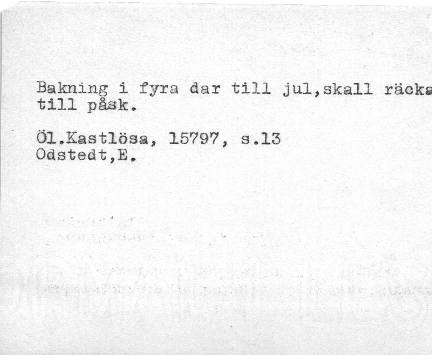 Bakning i fyra dar till jul,skall räcka
till påsk.
Öl.Kastlösa, 15797, s.13
Odstedt,E.